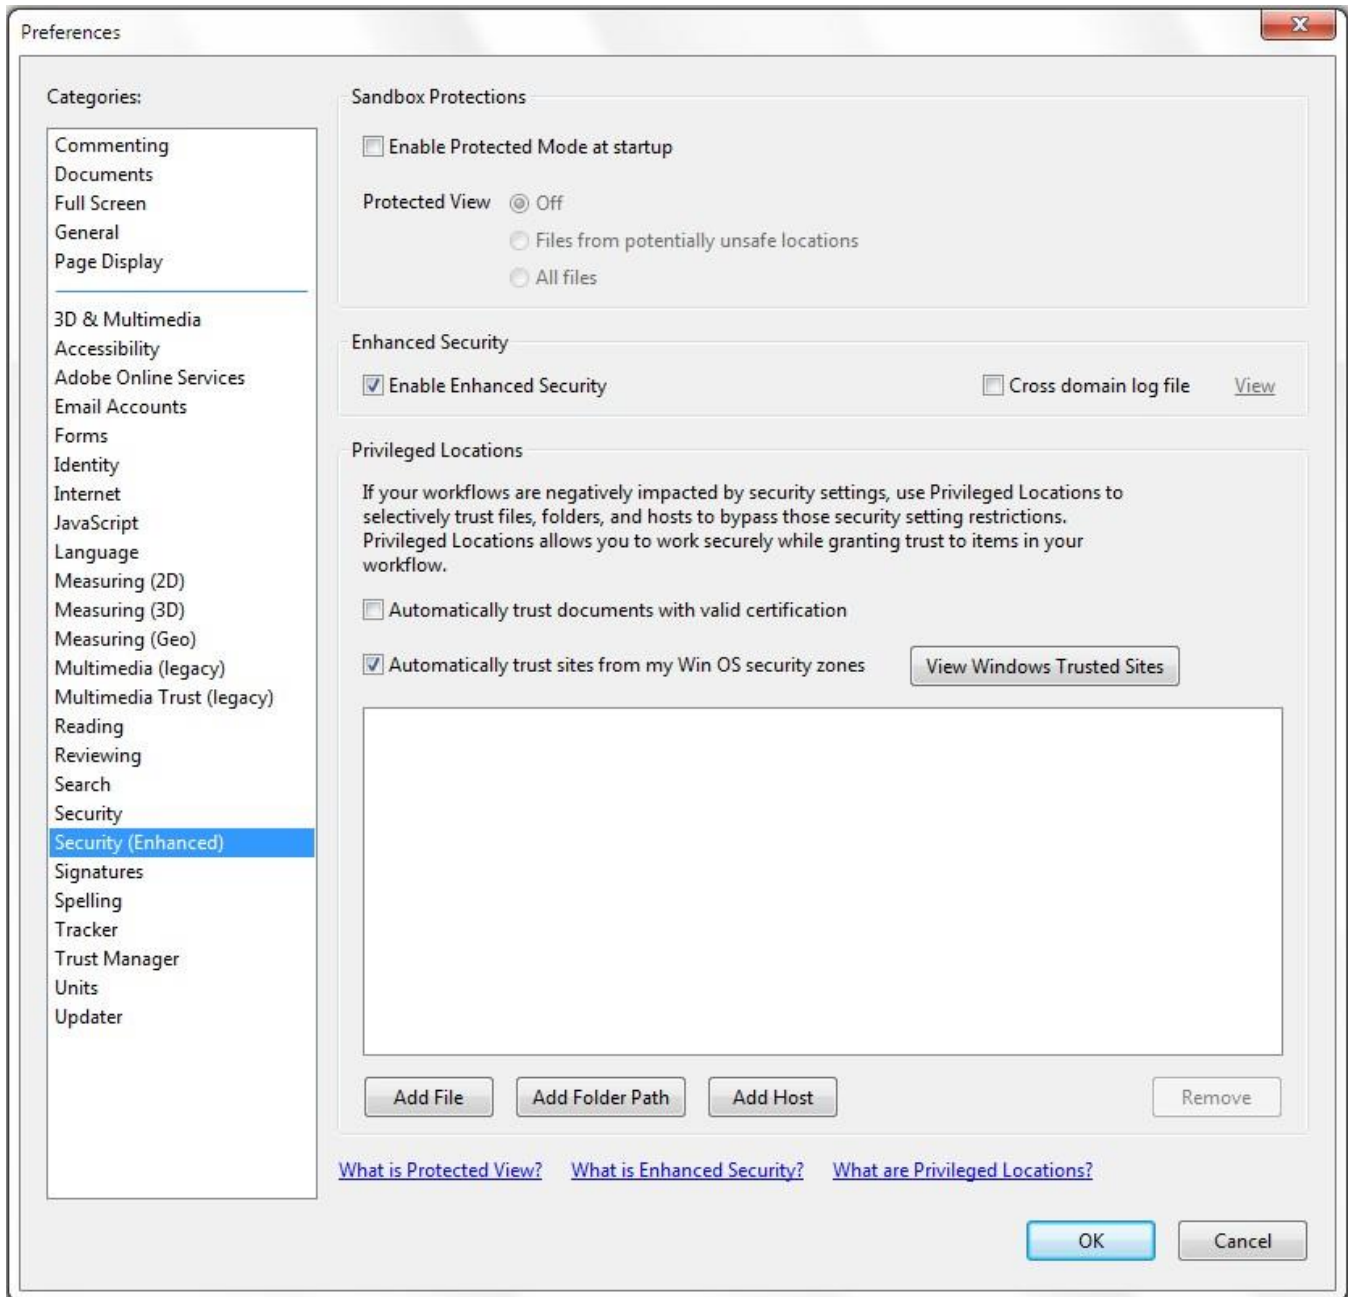 Preferences
Categories:
Commenting
Documents
Full Screen
General
Page Display
3D & Multimedia
Accessibility
Adobe Online Services
Email Accounts
Forms
Identity
Internet
JavaScript
Language
Measuring (2D)
Measuring (3D)
Measuring (Geo)
Multimedia (legacy)
Multimedia Trust (legacy)
Reading
Reviewing
Search
Security
Security (Enhanced)
Signatures
Spelling
Tracker
Trust Manager
Units
Updater
Sandbox Protections
Enable Protected Mode at startup
Protected View Off
Files from potentially unsafe locations
All files
Enhanced Security
Enable Enhanced Security Cross domain log file View
Privileged Locations
If your workflows are negatively impacted by security settings, use Privileged Locations to
selectively trust files, folders, and hosts to bypass those security setting restrictions.
Privileged Locations allows you to work securely while granting trust to items in your
workflow.
Automatically trust documents with valid certification
Automatically trust sites from my Win OS security zones View Windows Trusted Sites
Add File Add Folder Path Add Host Remove
What is Protected View? What is Enhanced Security? What are Privileged Locations?
OK Cancel